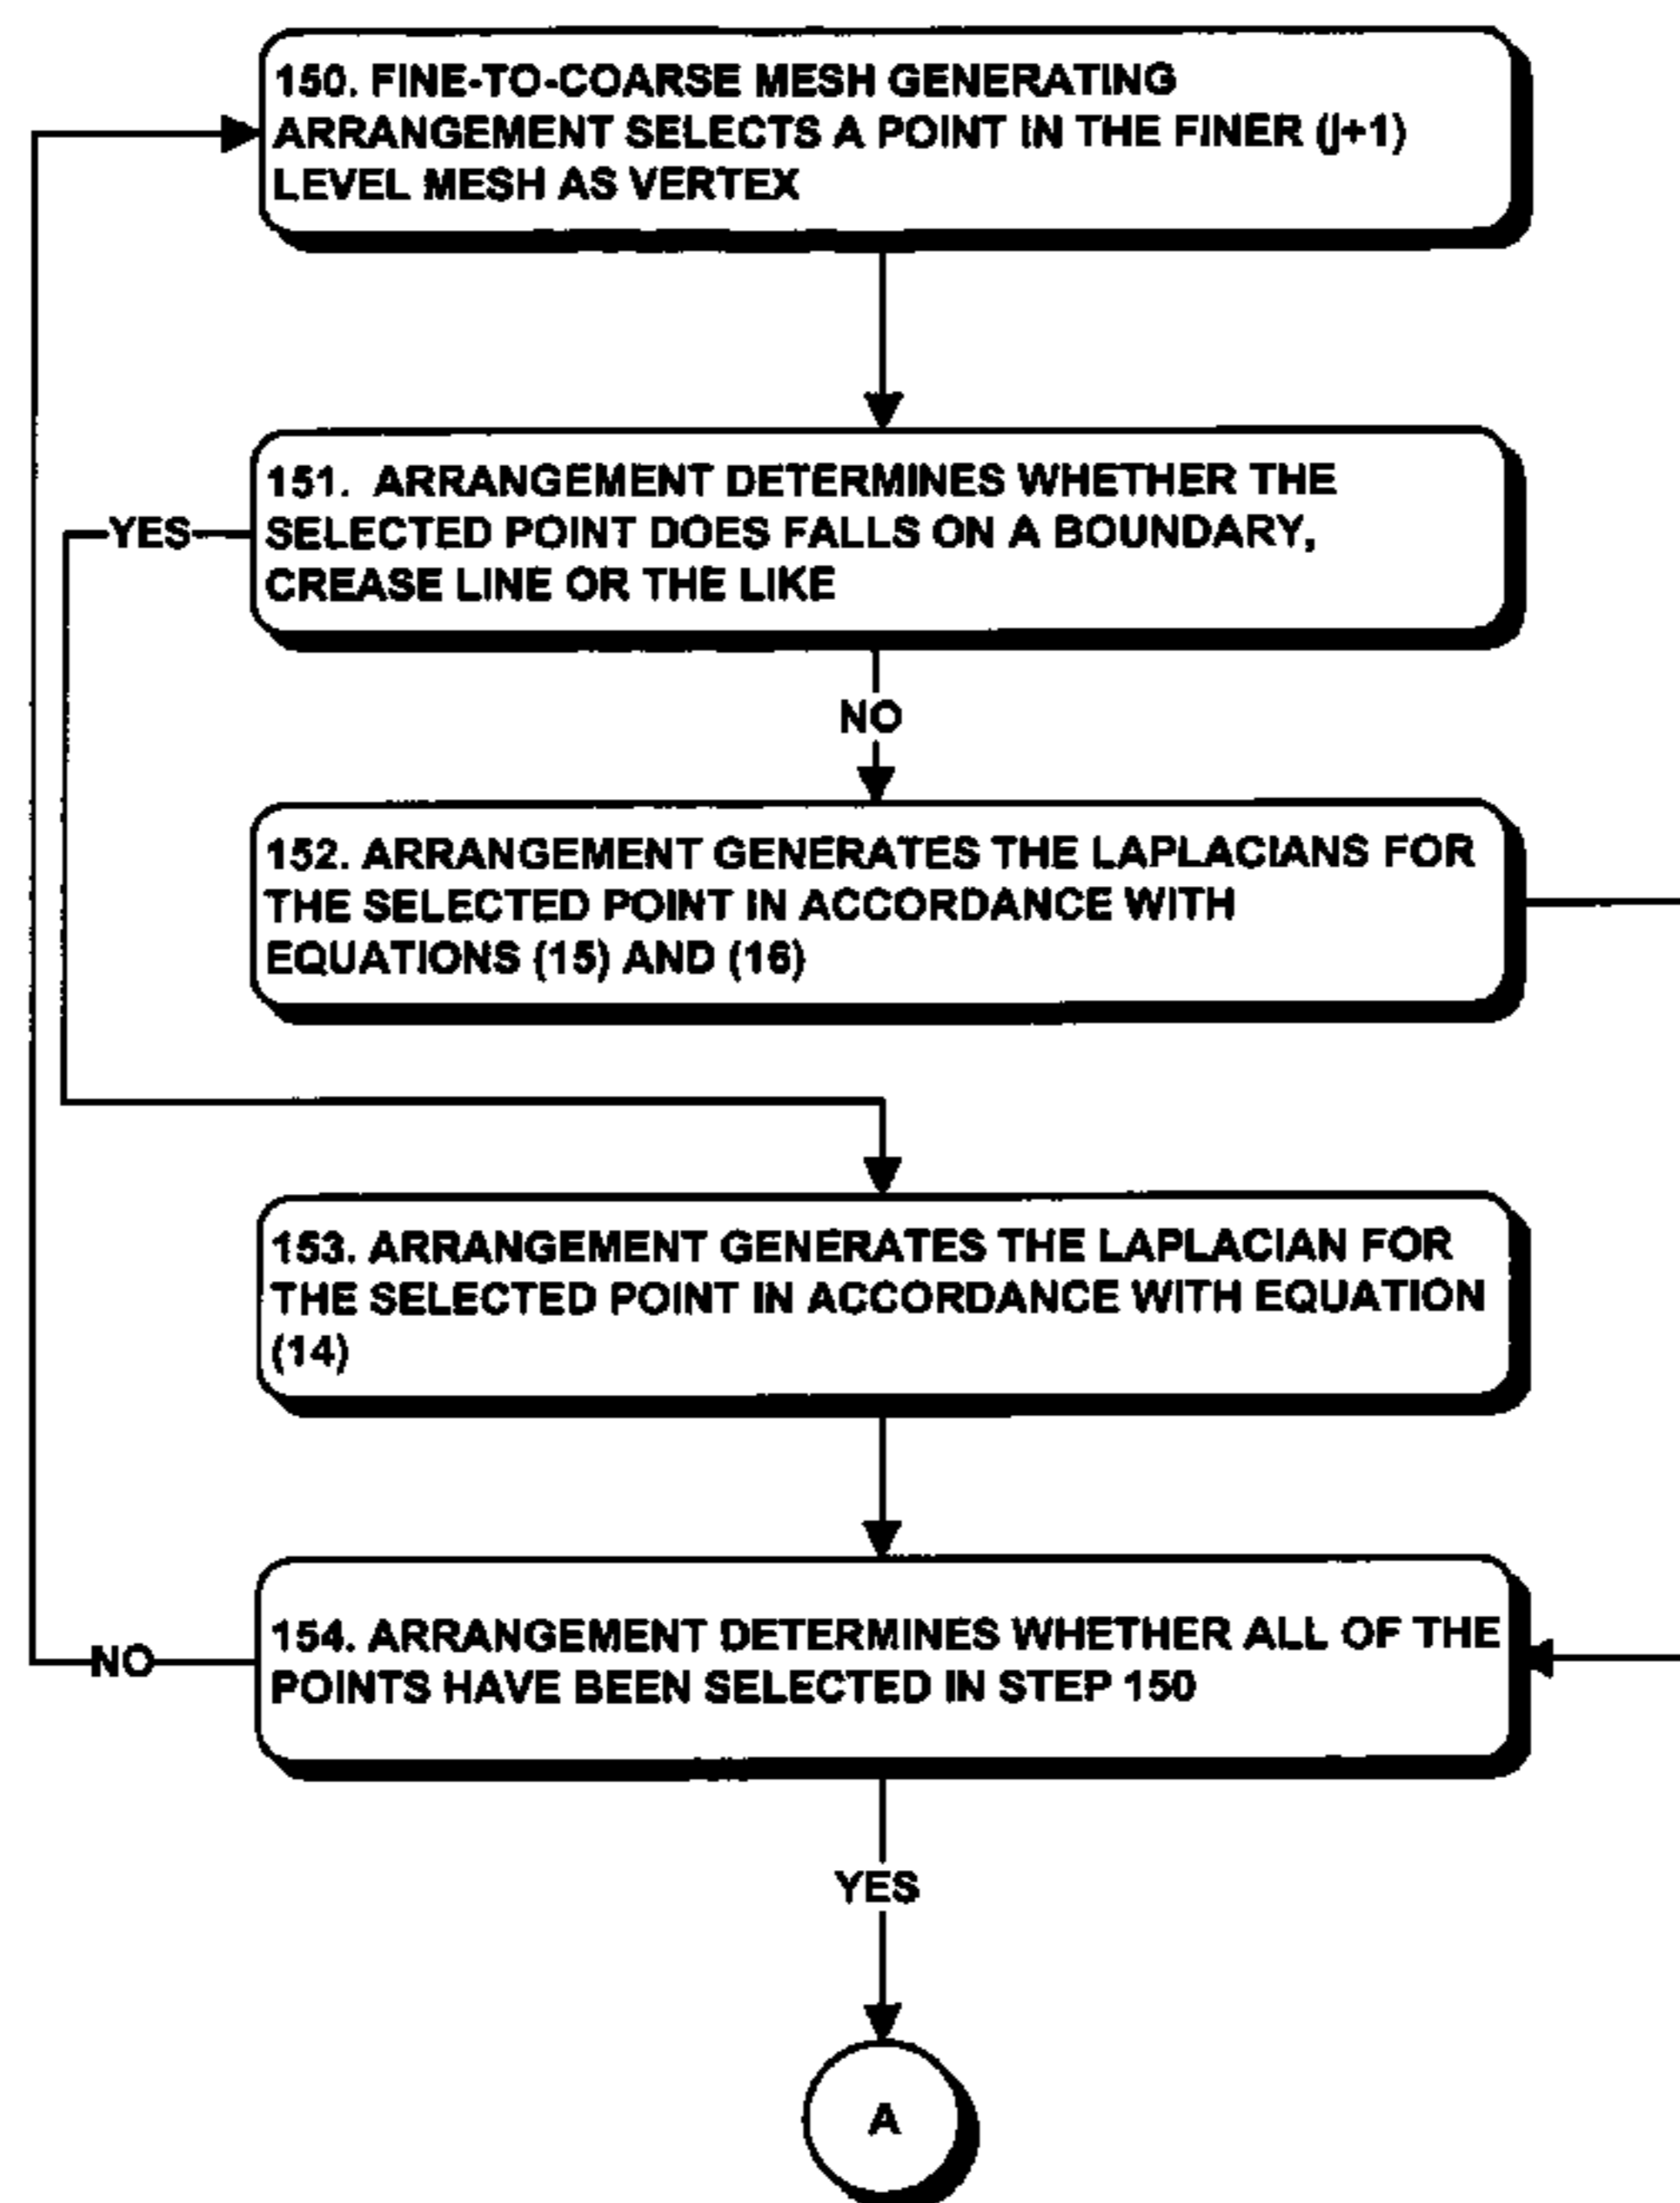 150. FINE-TO-COARSE MESH GENERATING
ARRANGEMENT SELECTS A POINT IN THE FINER (j+1)
LEVEL MESH AS VERTEX
151. ARRANGEMENT DETERMINES WHETHER THE
SELECTED POINT DOES FALLS ON A BOUNDARY,
CREASE LINE OR THE LIKE
YES
NO
152. ARRANGEMENT GENERATES THE LAPLACIANS FOR
THE SELECTED POINT IN ACCORDANCE WITH
EQUATIONS (15) AND (16)
153. ARRANGEMENT GENERATES THE LAPLACIAN FOR
THE SELECTED POINT IN ACCORDANCE WITH EQUATION
(14)
154. ARRANGEMENT DETERMINES WHETHER ALL OF THE
POINTS HAVE BEEN SELECTED IN STEP 150
NO
YES
A